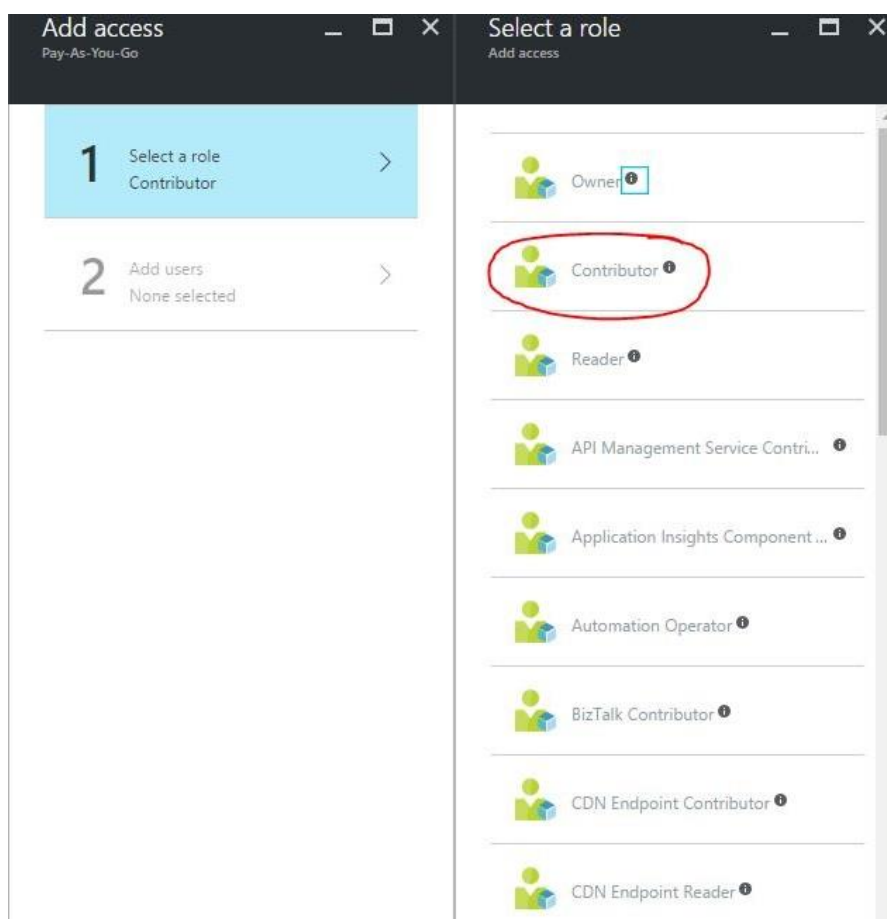 Add access
Pay-As-You-Go
1
Select a role
Contributor
2
Add users
None selected
Select a role
Add access
Owner
Contributor
Reader
API Management Service Contri...
Application Insights Component ...
Automation Operator
BizTalk Contributor
CDN Endpoint Contributor
CDN Endpoint Reader